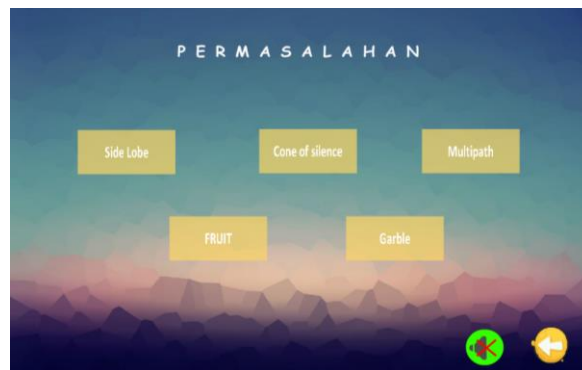 PERMASALAHAN
Side Lobe
Cone of silence
Multipath
FRUIT
Garble